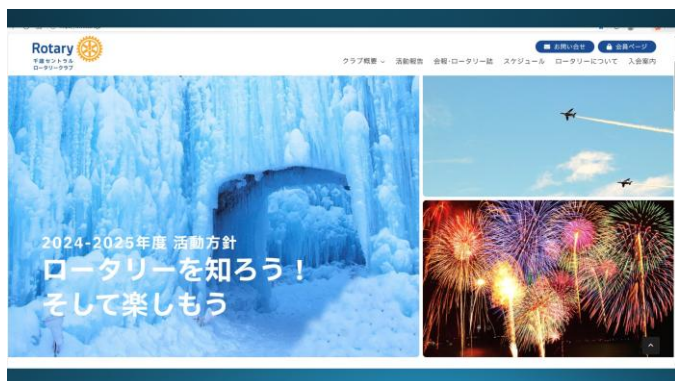 Rotary
千歳セントラル
ロータリークラブ
お問い合せ
会員ページ
クラブ概要
活動報告
会報・ロータリー誌
スケジュール
ロータリーについて
入会案内
2024-2025年度 活動方針
ロータリーを知ろう！
そして楽しもう